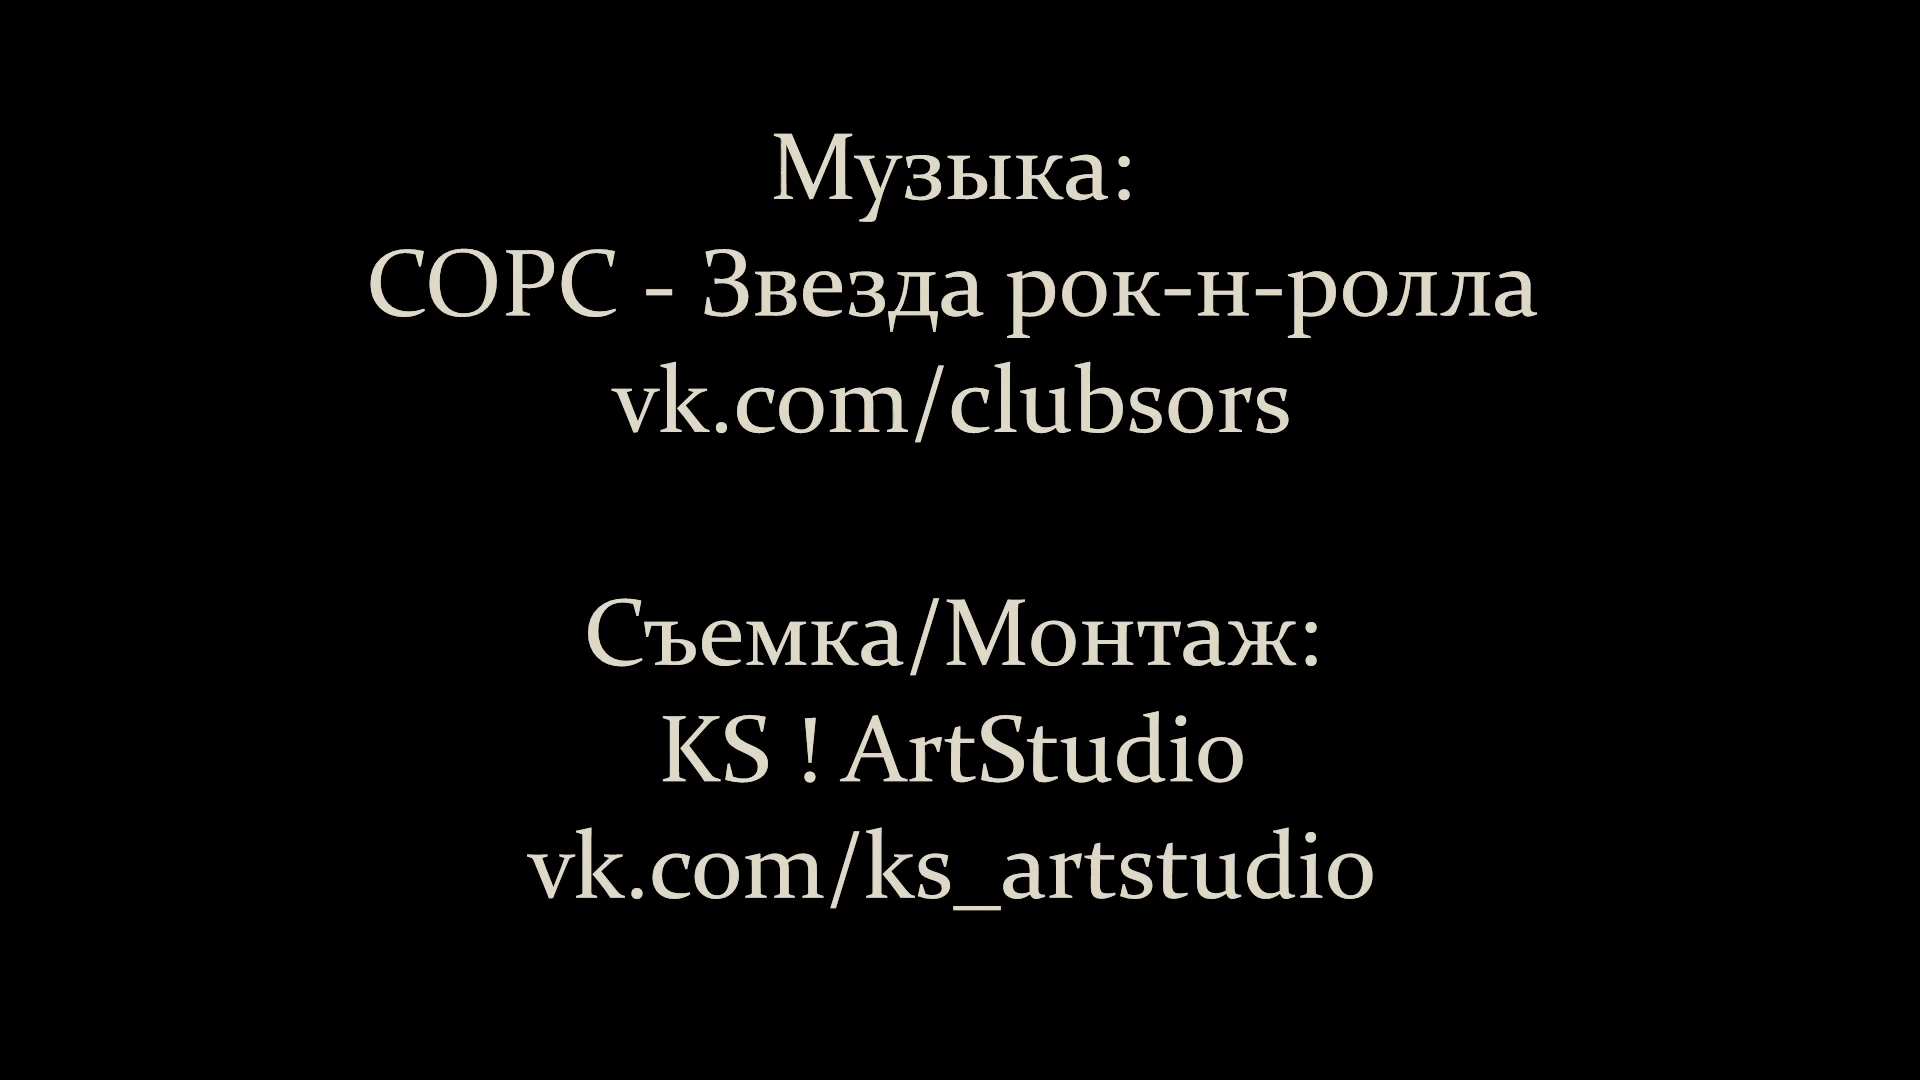 Музыка:
СОРС - Звезда рок-н-ролла
vk.com/clubsors
Съемка/Монтаж:
KS ! ArtStudio
vk.com/ks_artstudio